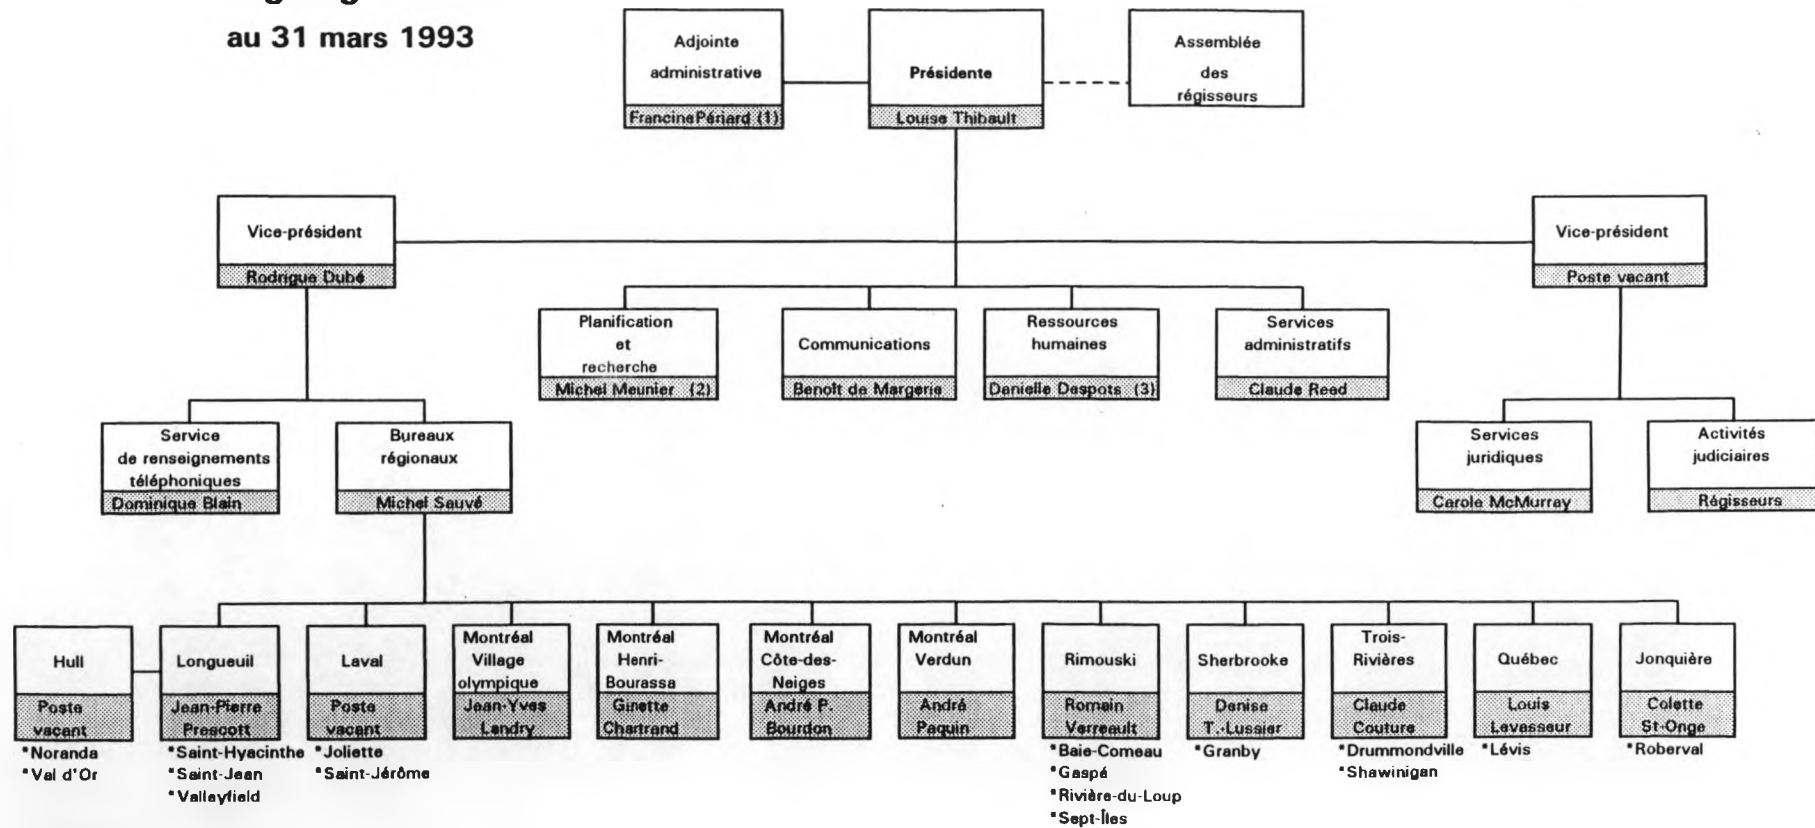 au 31 mars 1993
Adjointe
administrative
Francine Périard (1)
Présidente
Louise Thibault
Assemblée
des
régisseurs
Vice-président
Rodrigue Dubé
Vice-président
Poste vacant
Planification
et
recherche
Michel Meunier (2)
Communications
Benoît de Margerie
Ressources
humaines
Danielle Despots (3)
Services
administratifs
Claude Reed
Service
de renseignements
téléphoniques
Dominique Blain
Bureaux
régionaux
Michel Sauvé
Services
juridiques
Carole McMurray
Activités
judiciaires
Régisseurs
Hull
Poste
vacant
*Noranda
*Val d'Or
Longueuil
Jean-Pierre
Prescott
*Saint-Hyacinthe
*Saint-Jean
*Valleyfield
Laval
Poste
vacant
*Joliette
*Saint-Jérôme
Montréal
Village
olympique
Jean-Yves
Landry
Montréal
Henri-
Bourassa
Ginette
Chartrand
Montréal
Côte-des-
Neiges
André P.
Bourdon
Montréal
Verdun
André
Paquin
Rimouski
Romain
Verreault
*Baie-Comeau
*Gaspé
*Rivière-du-Loup
*Sept-Îles
Sherbrooke
Denise
T.-Lussier
*Granby
Trois-
Rivières
Claude
Couture
*Drummondville
*Shawinigan
Québec
Louis
Levasseur
*Lévis
Jonquière
Colette
St-Onge
*Roberval